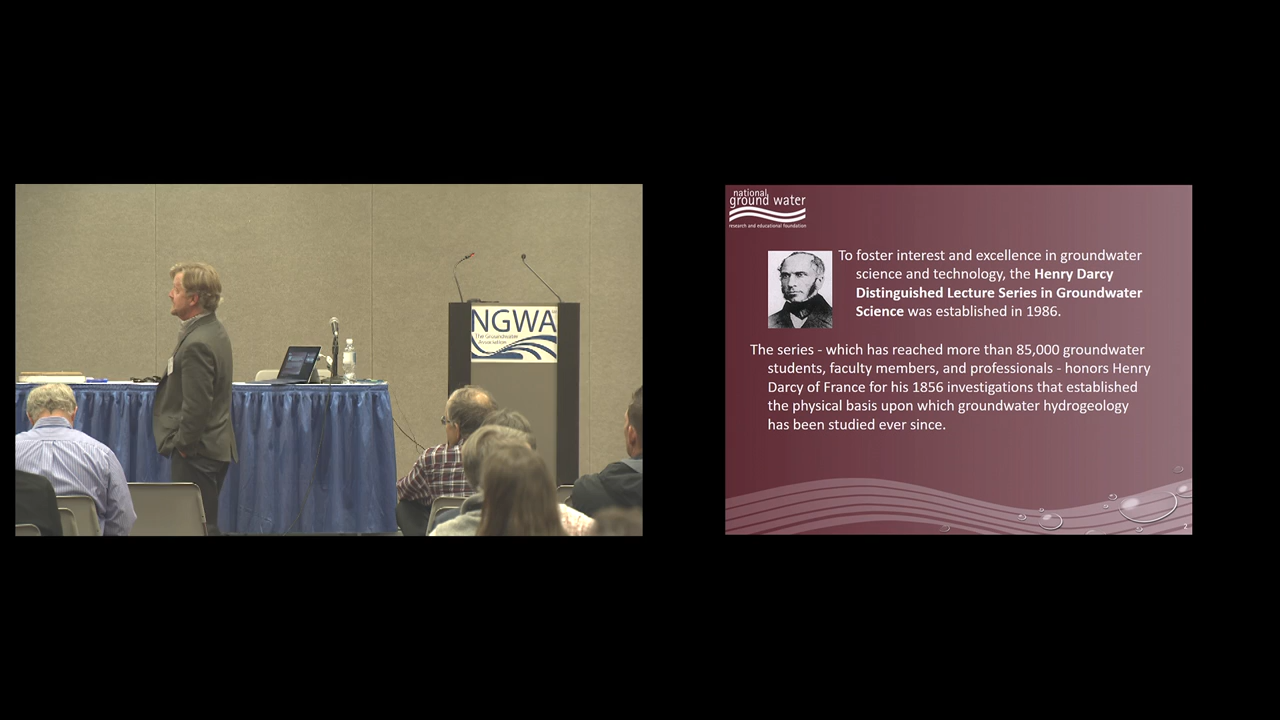 NGWA
The Groundwater
Association
national
ground water
research and educational foundation
To foster interest and excellence in groundwater
science and technology, the Henry Darcy
Distinguished Lecture Series in Groundwater
Science was established in 1986.
The series - which has reached more than 85,000 groundwater
students, faculty members, and professionals - honors Henry
Darcy of France for his 1856 investigations that established
the physical basis upon which groundwater hydrogeology
has been studied ever since.
2